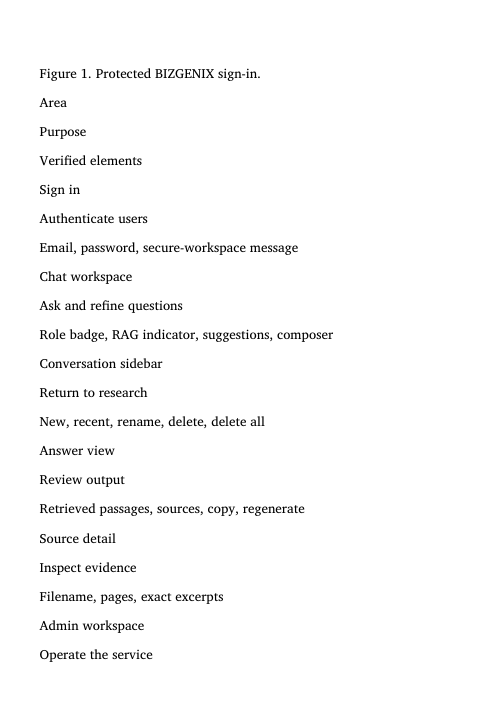 Figure 1. Protected BIZGENIX sign-in.
Area
Purpose
Verified elements
Sign in
Authenticate users
Email, password, secure-workspace message
Chat workspace
Ask and refine questions
Role badge, RAG indicator, suggestions, composer
Conversation sidebar
Return to research
New, recent, rename, delete, delete all
Answer view
Review output
Retrieved passages, sources, copy, regenerate
Source detail
Inspect evidence
Filename, pages, exact excerpts
Admin workspace
Operate the service